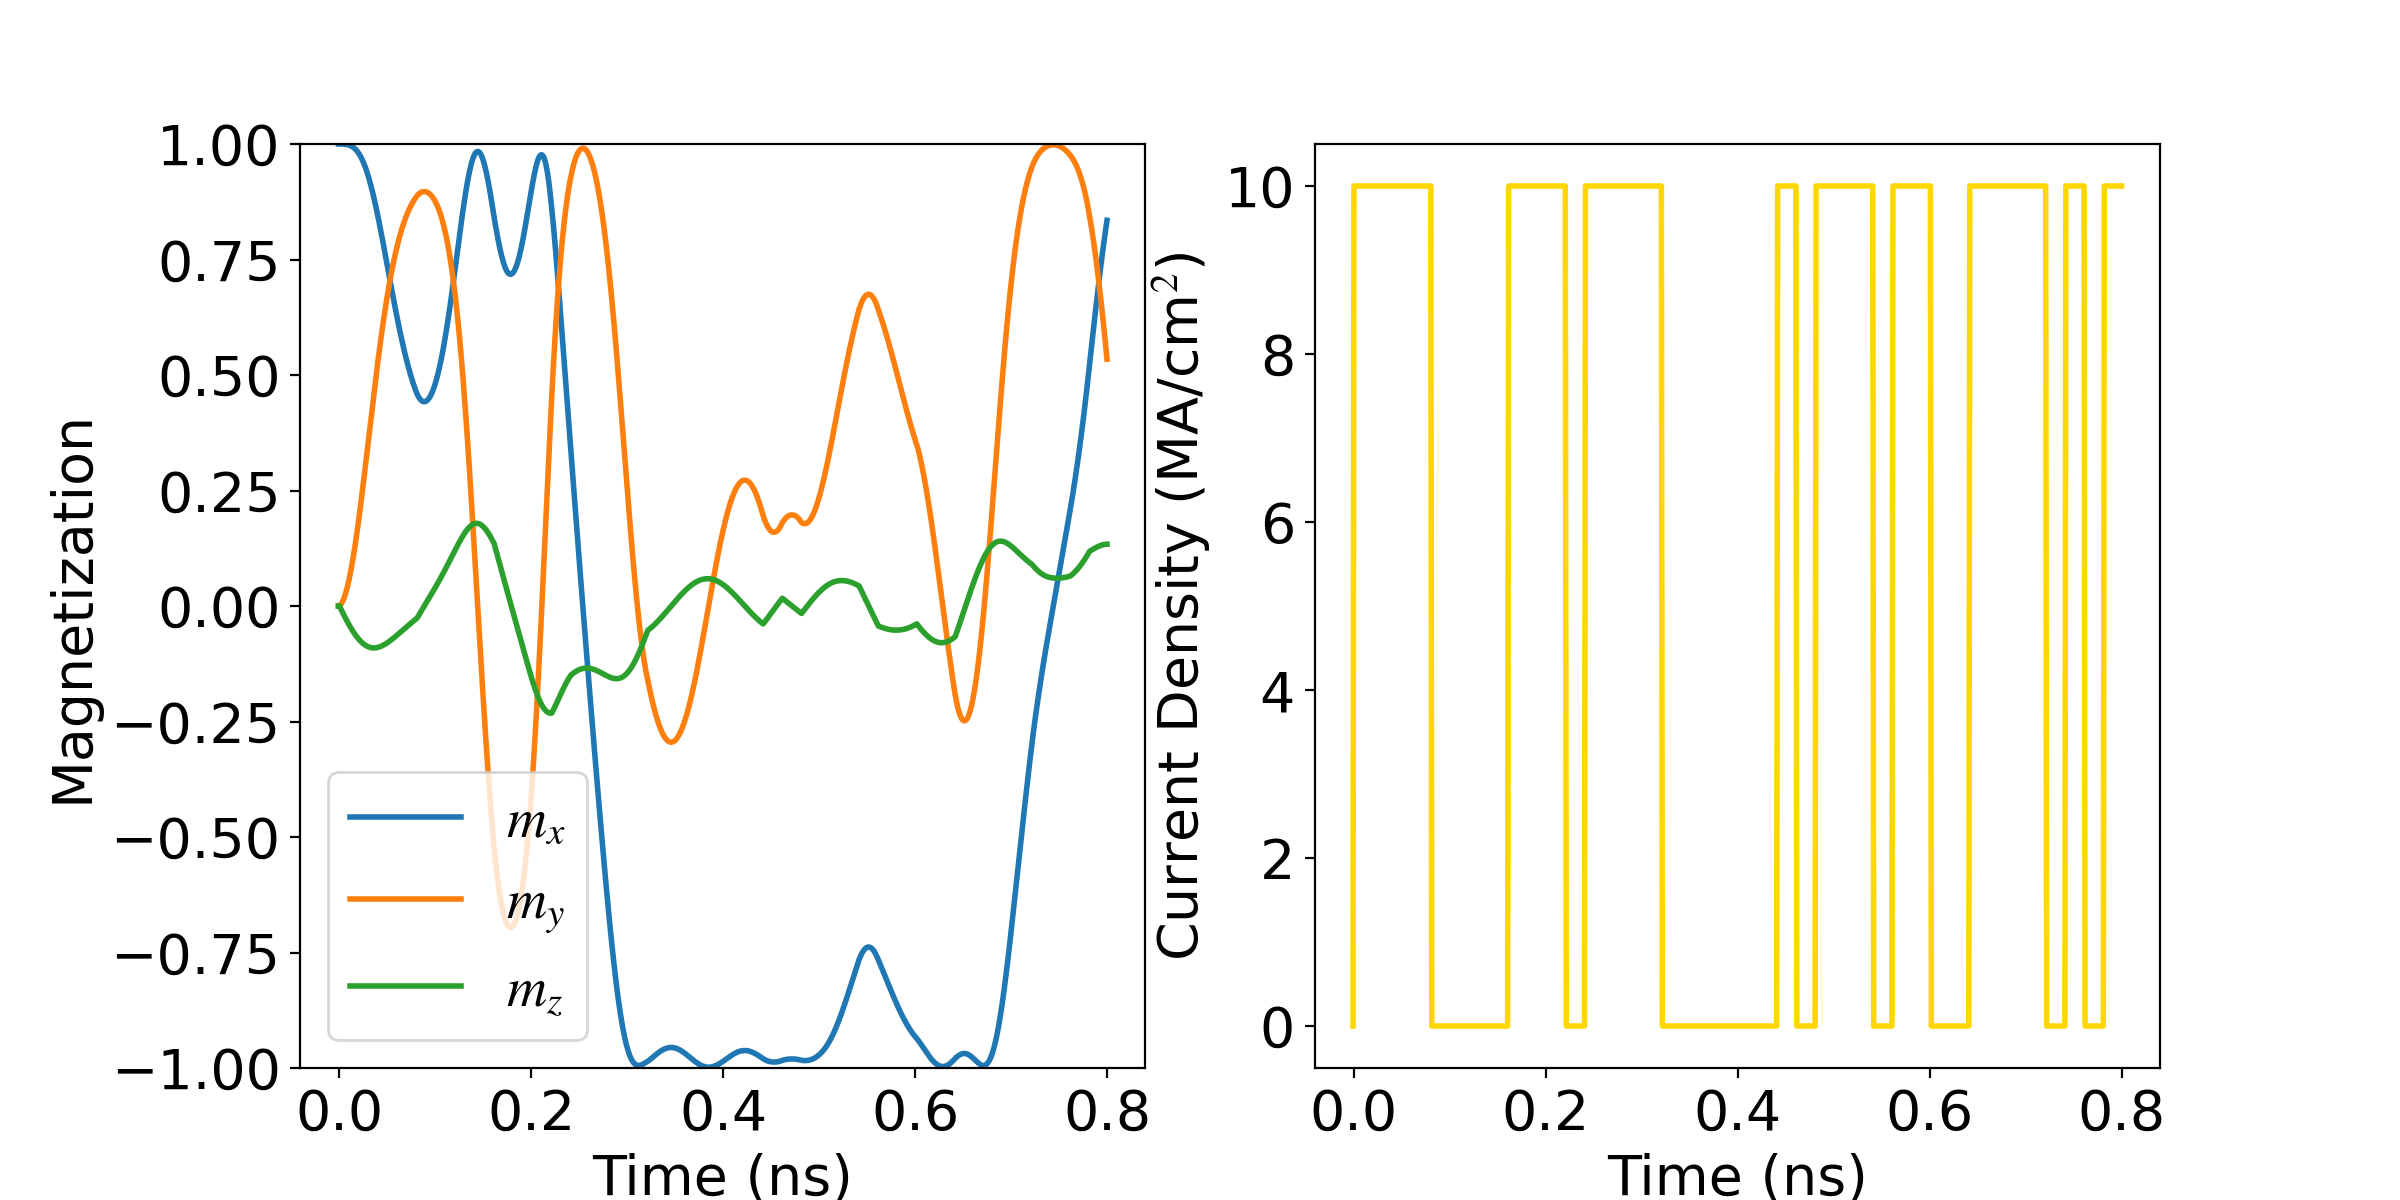 Magnetization
1.00
0.75
0.50
0.25
0.00
−0.25
−0.50
−0.75
−1.00
m_x
m_y
m_z
0.0 0.2 0.4 0.6 0.8
Time (ns)
Current Density (MA/cm²)
10
8
6
4
2
0
0.0 0.2 0.4 0.6 0.8
Time (ns)